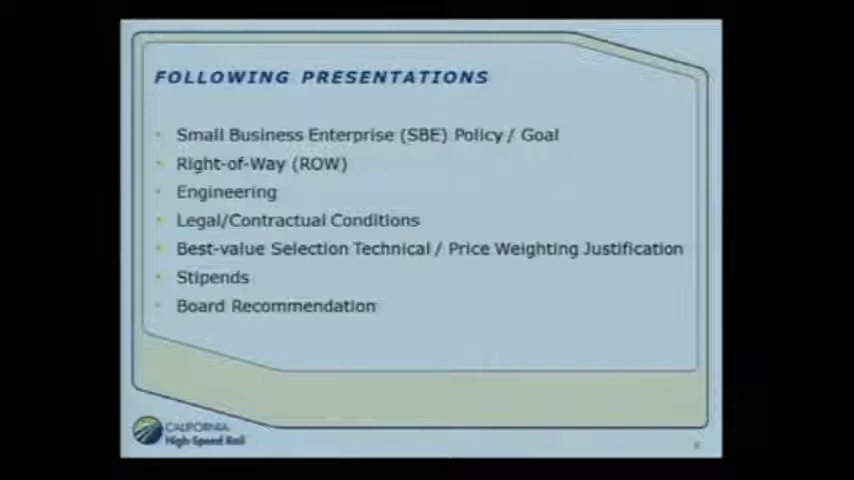 FOLLOWING PRESENTATIONS
Small Business Enterprise (SBE) Policy / Goal
Right-of-Way (ROW)
Engineering
Legal/Contractual Conditions
Best-value Selection Technical / Price Weighting Justification
Stipends
Board Recommendation
CALIFORNIA
High-Speed Rail